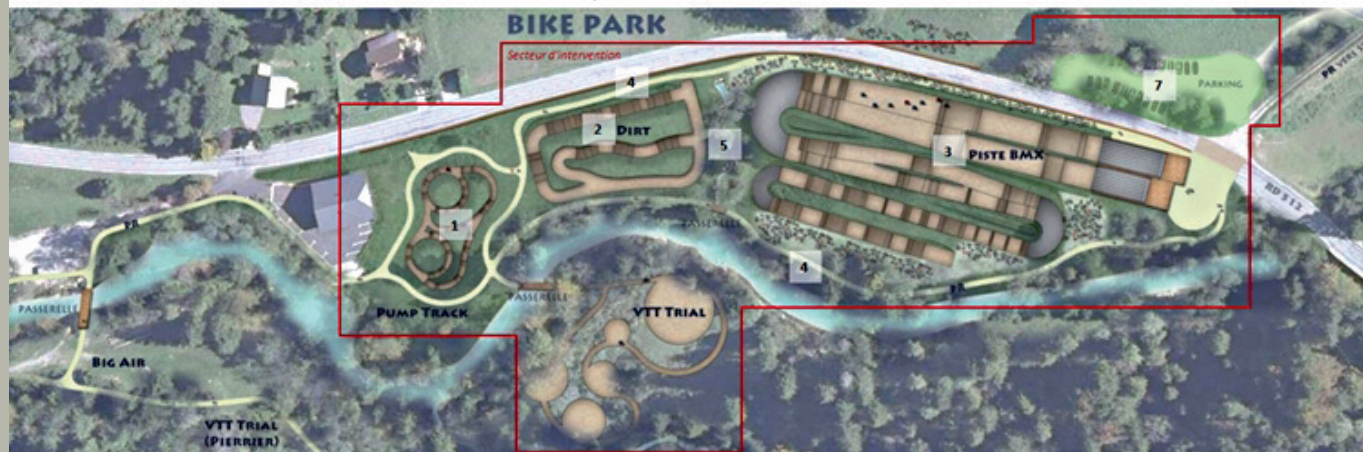 BIKE PARK
Secteur d'intervention
4
7
PARKING
2 DIRT
5
3 PISTE BMX
RD 512
1
PR
PR
PASSERELLE
4
PASSERELLE
PASSERELLE
PUMP TRACK
VTT TRIAL
BIG AIR
VTT TRIAL
(PIERRIER)